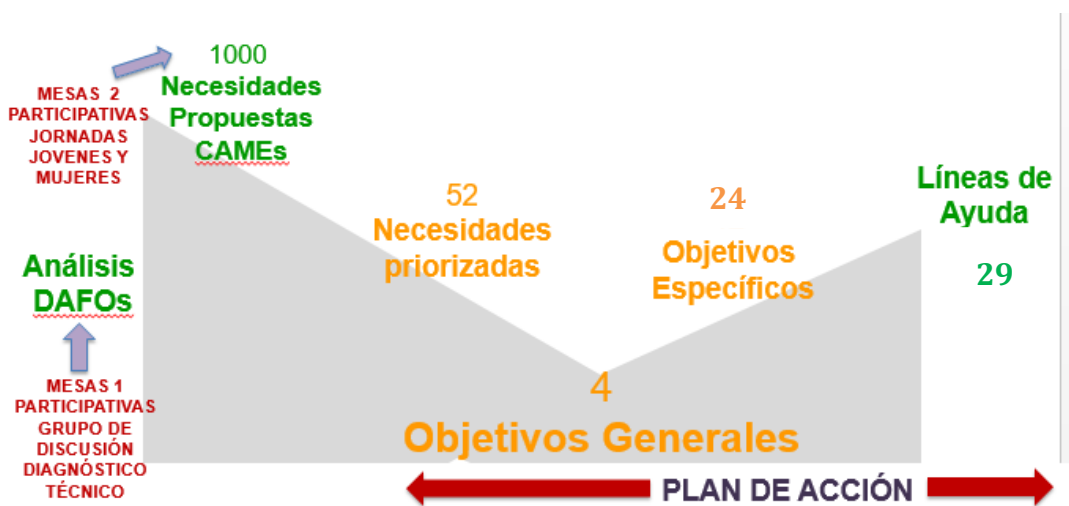 1000
Necesidades
Propuestas
CAMEs
MESAS 2
PARTICIPATIVAS
JORNADAS
JOVENES Y
MUJERES
Análisis
DAFOs
MESAS 1
PARTICIPATIVAS
GRUPO DE
DISCUSIÓN
DIAGNÓSTICO
TÉCNICO
52
Necesidades
priorizadas
4
Objetivos Generales
24
Objetivos
Específicos
Líneas de
Ayuda
29
PLAN DE ACCIÓN